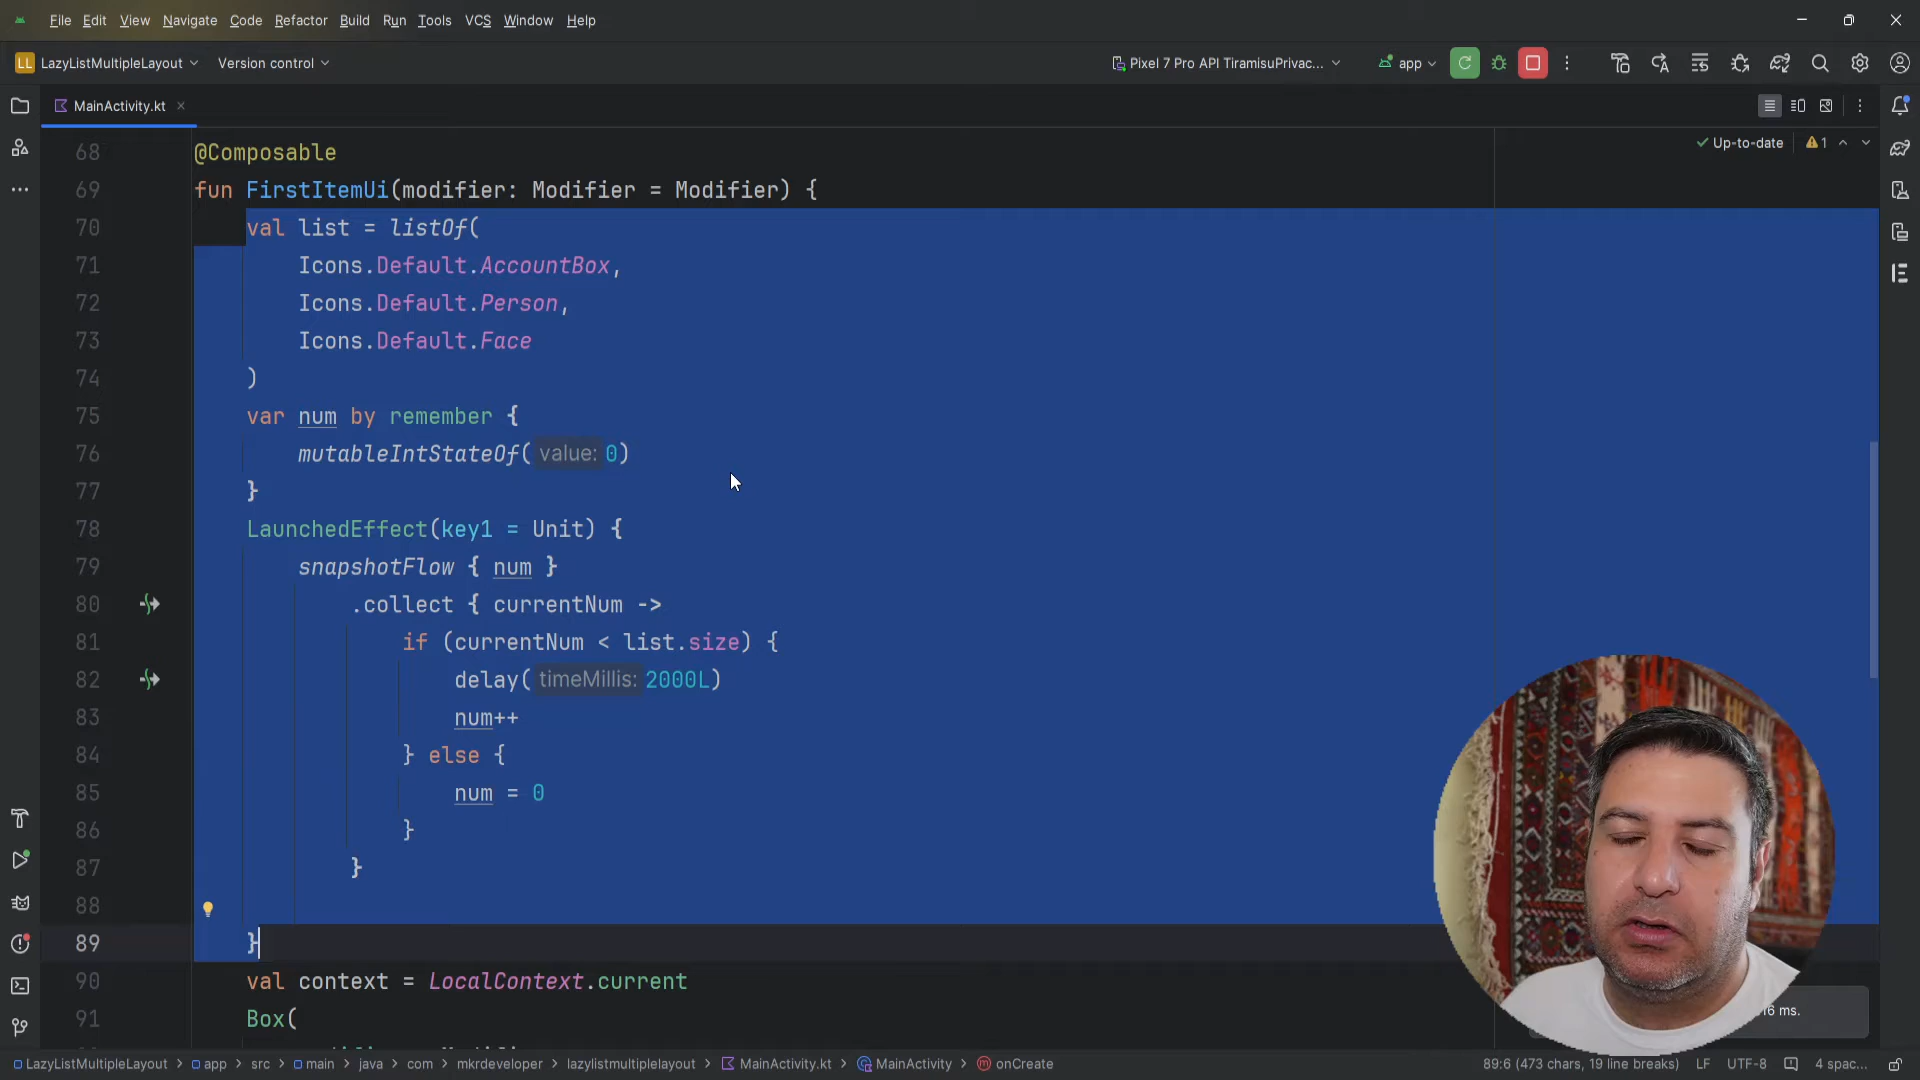 File Edit View Navigate Code Refactor Build Run Tools VCS Window Help
LL LazyListMultipleLayout Version control Pixel 7 Pro API TiramisuPrivac... app
MainActivity.kt
Up-to-date 1
68 @Composable
69 fun FirstItemUi(modifier: Modifier = Modifier) {
70 val list = listOf(
71 Icons.Default.AccountBox,
72 Icons.Default.Person,
73 Icons.Default.Face
74 )
75 var num by remember {
76 mutableIntStateOf( value: 0)
77 }
78 LaunchedEffect(key1 = Unit) {
79 snapshotFlow { num }
80 .collect { currentNum ->
81 if (currentNum < list.size) {
82 delay( timeMillis: 2000L)
83 num++
84 } else {
85 num = 0
86 }
87 }
88
89 }
90 val context = LocalContext.current
91 Box(
16 ms.
LazyListMultipleLayout > app > src > main > java > com > mkrdeveloper > lazylistmultiplelayout > MainActivity.kt > MainActivity > onCreate 89:6 (473 chars, 19 line breaks) LF UTF-8 4 spac...